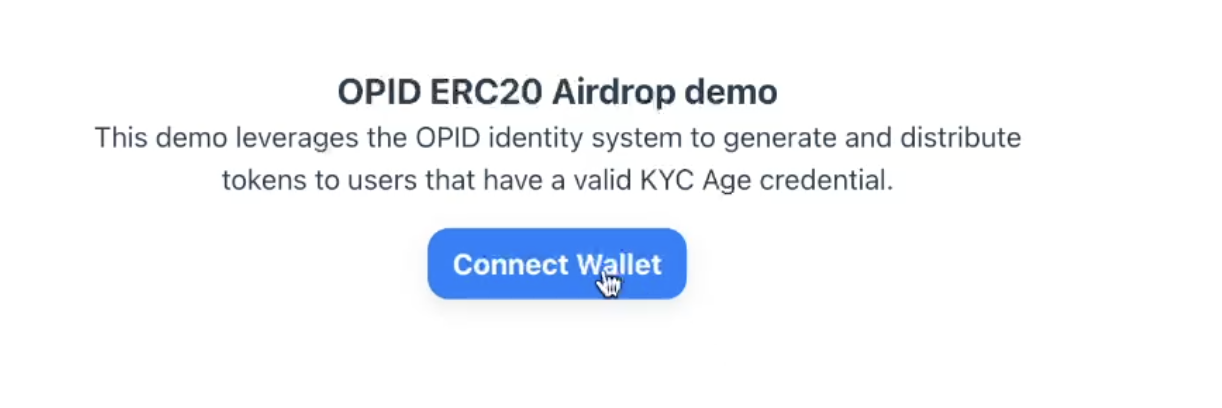 OPID ERC20 Airdrop demo
This demo leverages the OPID identity system to generate and distribute
tokens to users that have a valid KYC Age credential.
Connect Wallet